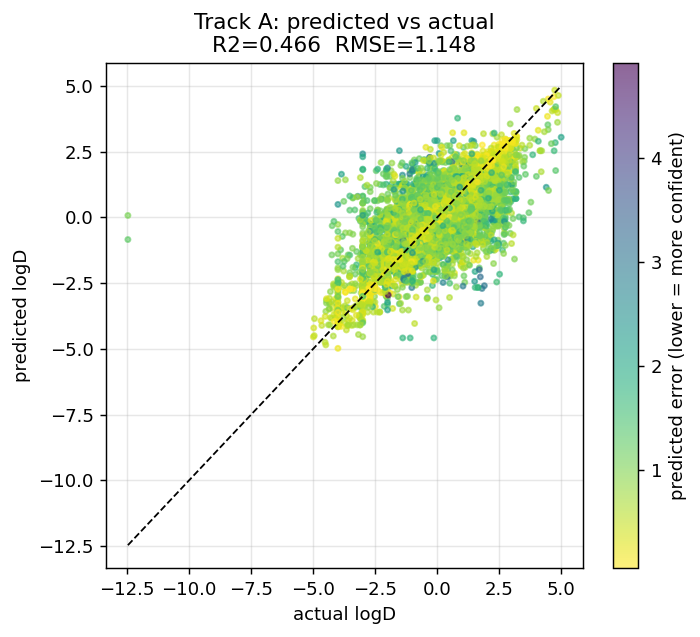 Track A: predicted vs actual
R2=0.466  RMSE=1.148
5.0
2.5
0.0
−2.5
−5.0
−7.5
−10.0
−12.5
predicted logD
−12.5 −10.0 −7.5 −5.0 −2.5 0.0 2.5 5.0
actual logD
4
3
2
1
predicted error (lower = more confident)